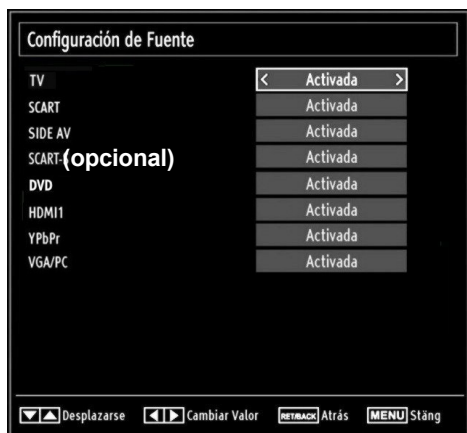 Configuración de Fuente
TV < Activada >
SCART Activada
SIDE AV Activada
SCART- (opcional) Activada
DVD Activada
HDMI1 Activada
YPbPr Activada
VGA/PC Activada
Desplazarse Cambiar Valor RET/BACK Atrás MENU Stäng